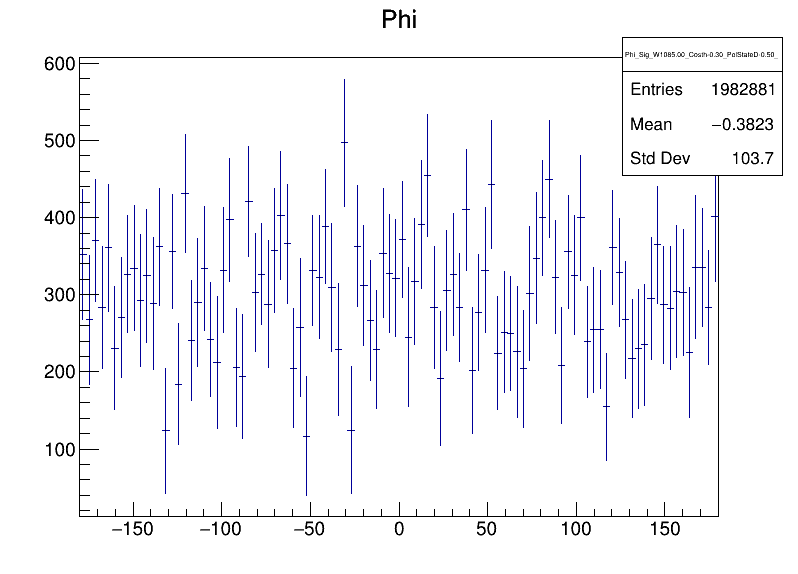 Phi
Phi_Sig_W1085.00_Costh-0.30_PolStateD-0.50_
Entries 1982881
Mean −0.3823
Std Dev 103.7
600
500
400
300
200
100
−150 −100 −50 0 50 100 150